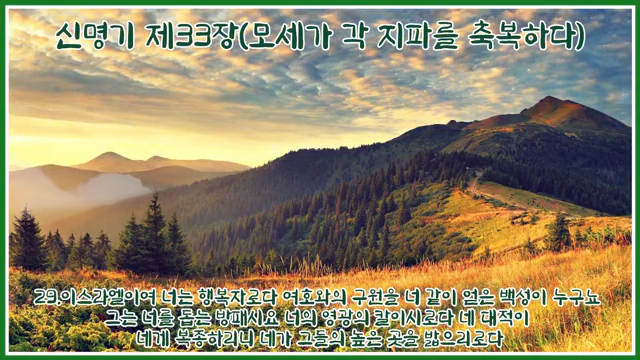 신명기 제33장(모세가 각 지파를 축복하다)
29.이스라엘이여 너는 행복자로다 여호와의 구원을 너 같이 얻은 백성이 누구뇨
그는 너를 돕는 방패시요 너의 영광의 칼이시로다 네 대적이
네게 복종하리니 네가 그들의 높은 곳을 밟으리로다